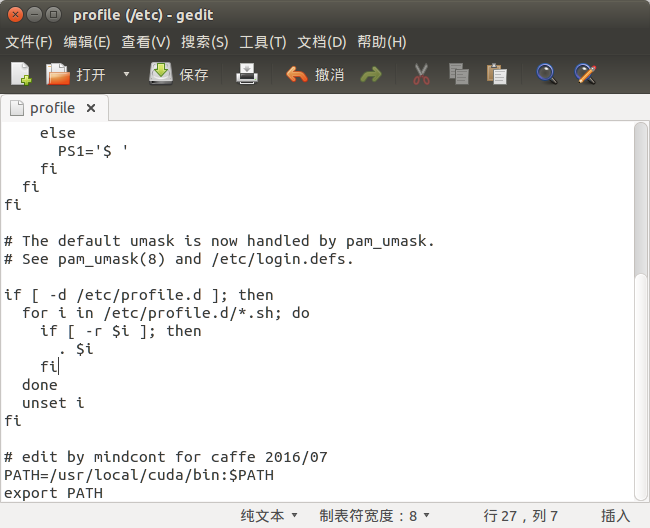 profile (/etc) - gedit
文件(F) 编辑(E) 查看(V) 搜索(S) 工具(T) 文档(D) 帮助(H)
打开 保存 撤消
profile
    else
      PS1='$ '
    fi
  fi
fi

# The default umask is now handled by pam_umask.
# See pam_umask(8) and /etc/login.defs.

if [ -d /etc/profile.d ]; then
  for i in /etc/profile.d/*.sh; do
    if [ -r $i ]; then
      . $i
    fi
  done
  unset i
fi

# edit by mindcont for caffe 2016/07
PATH=/usr/local/cuda/bin:$PATH
export PATH
纯文本 制表符宽度：8 行 27，列 7 插入